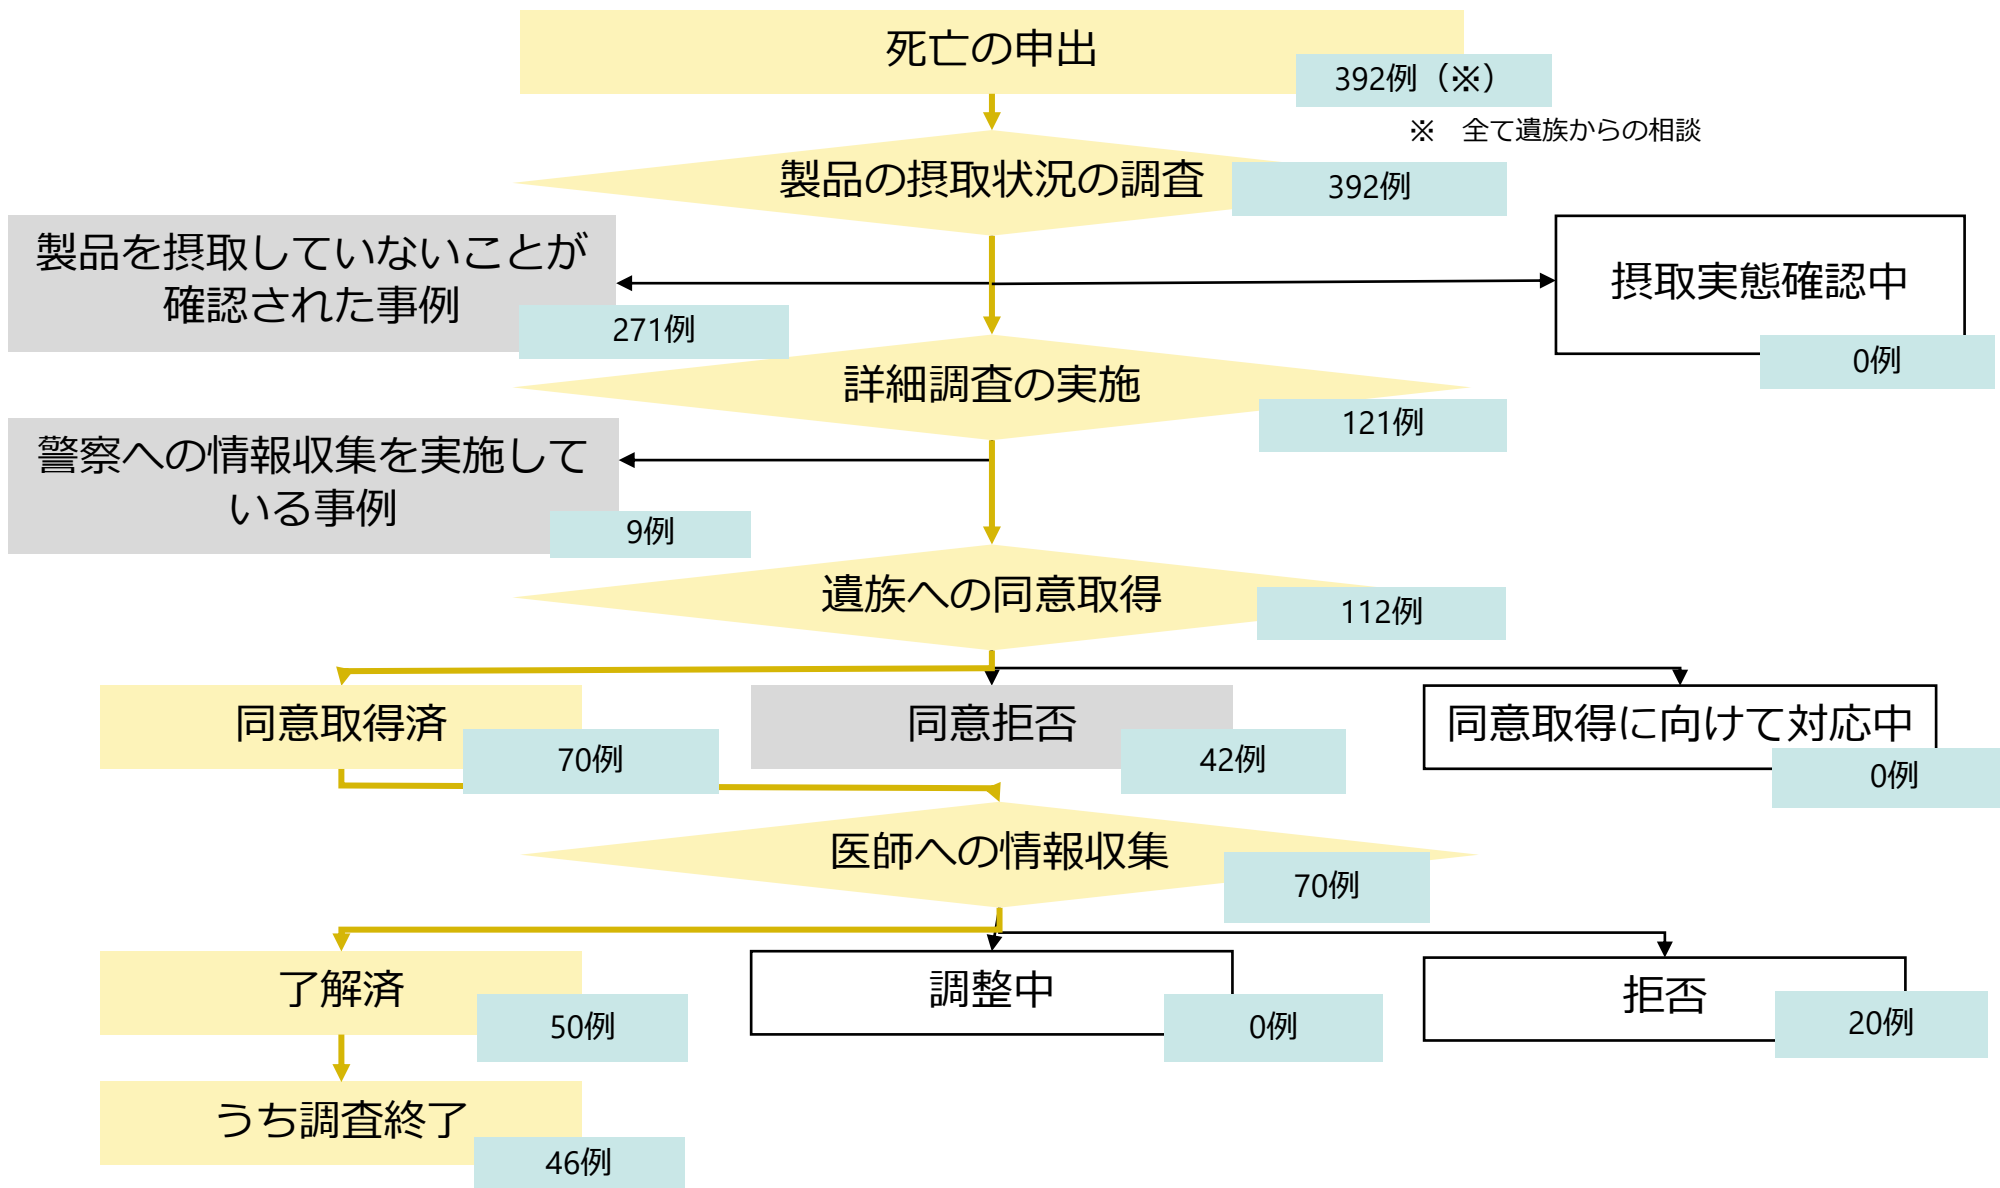 死亡の申出
392例（※）
※　全て遺族からの相談
製品の摂取状況の調査
392例
製品を摂取していないことが
確認された事例
271例
摂取実態確認中
0例
詳細調査の実施
121例
警察への情報収集を実施して
いる事例
9例
遺族への同意取得
112例
同意取得済
70例
同意拒否
42例
同意取得に向けて対応中
0例
医師への情報収集
70例
了解済
50例
調整中
0例
拒否
20例
うち調査終了
46例